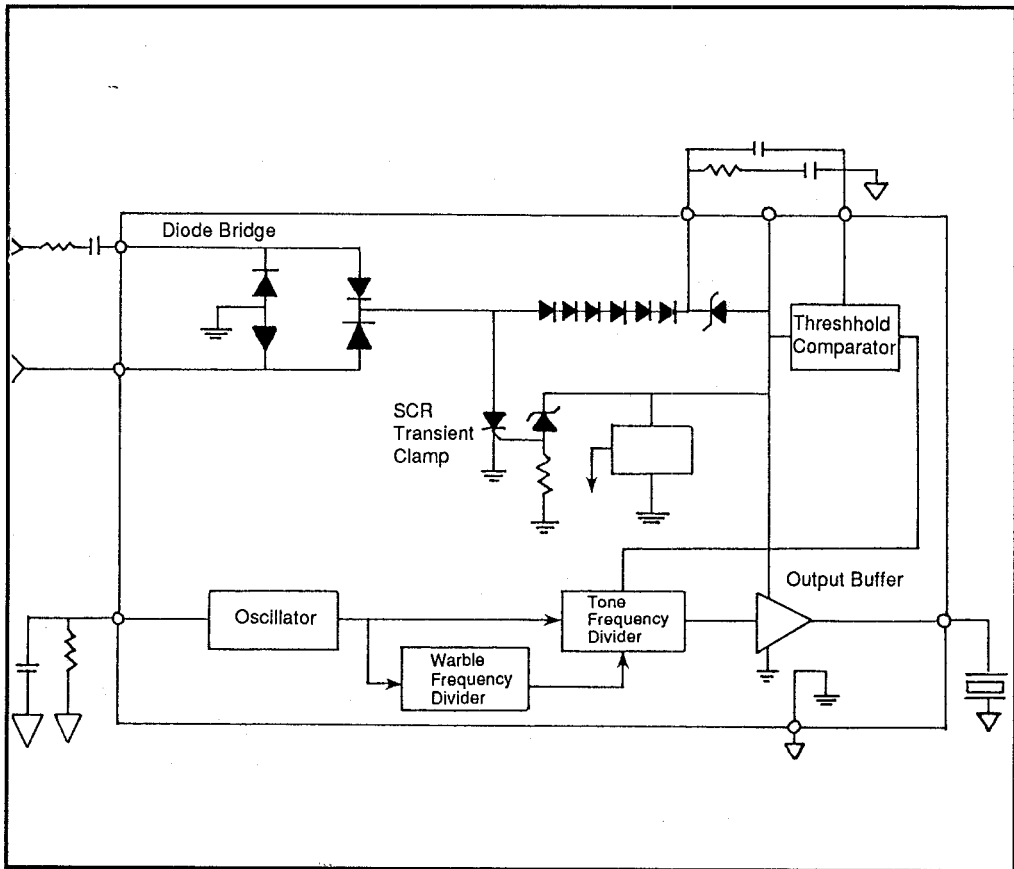 Diode Bridge
Threshhold
Comparator
SCR
Transient
Clamp
Output Buffer
Oscillator
Tone
Frequency
Divider
Warble
Frequency
Divider